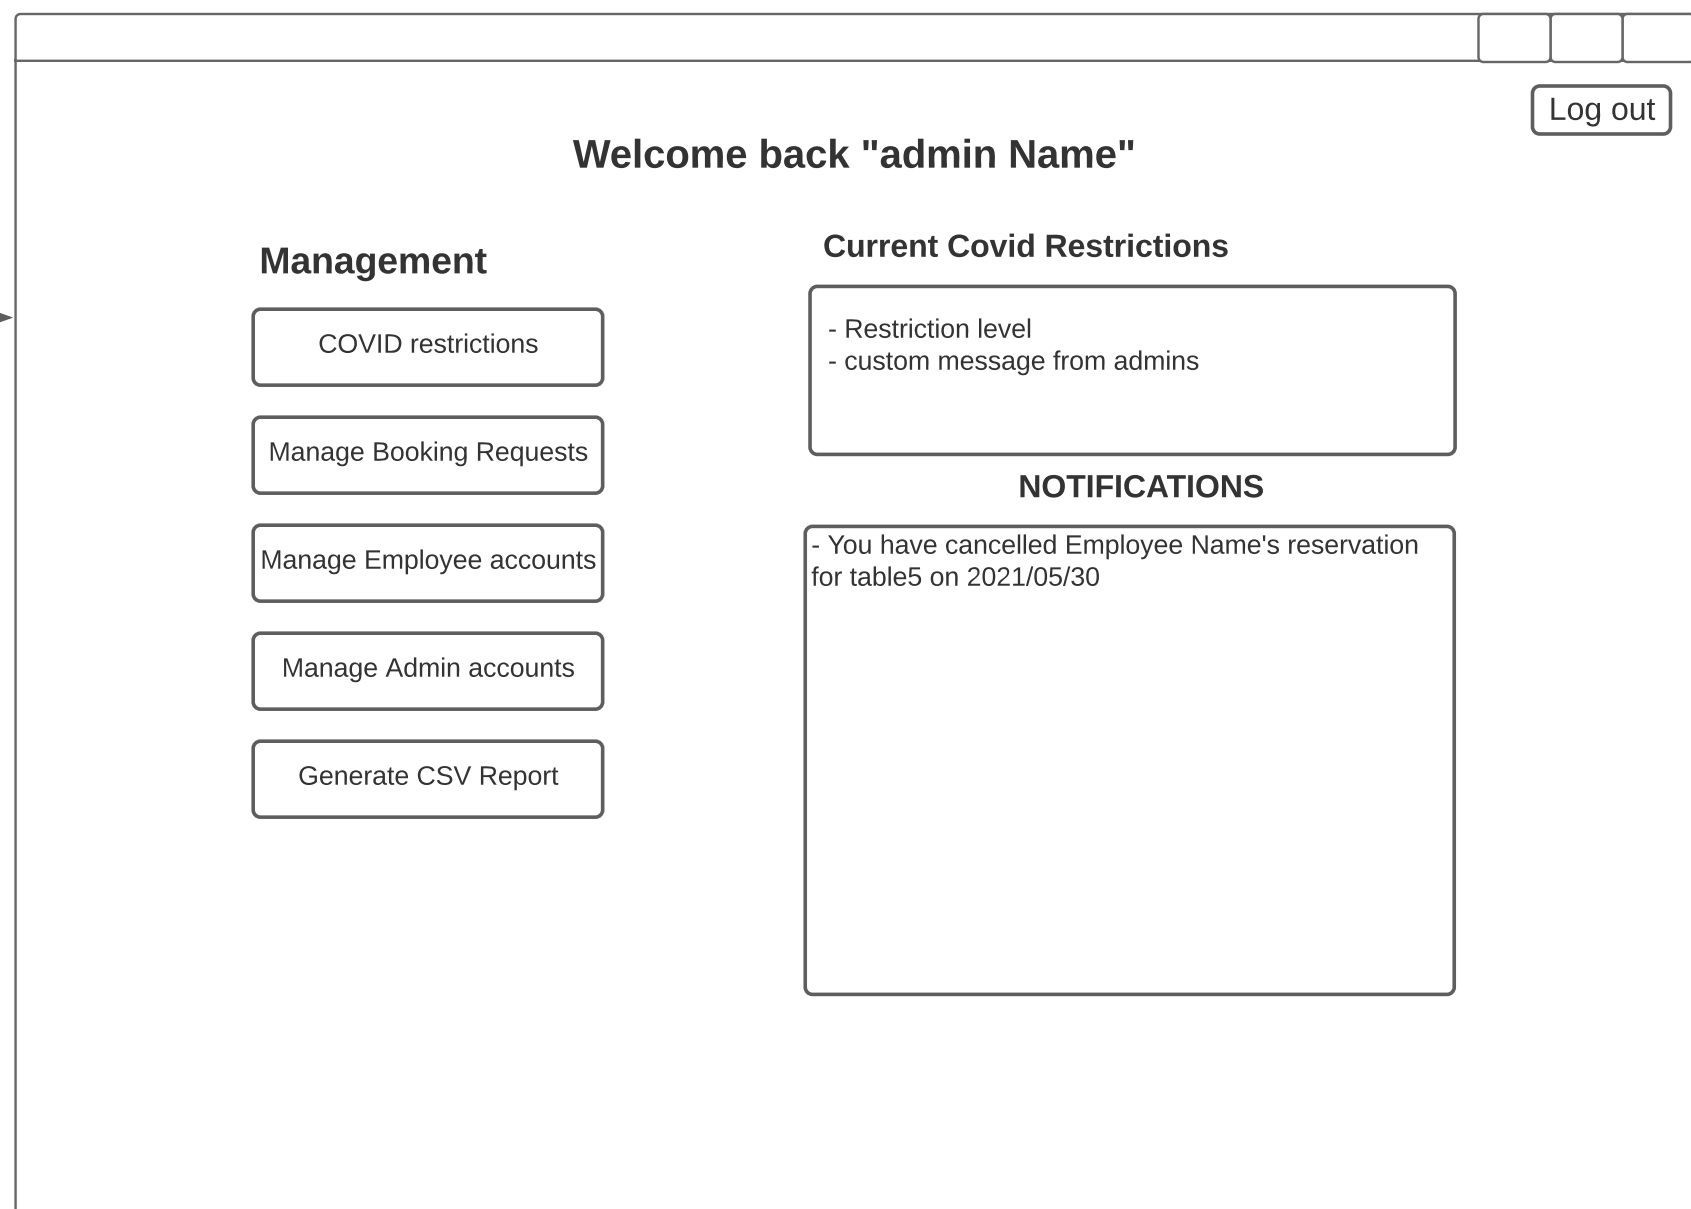 Log out
Welcome back "admin Name"
Management
COVID restrictions
Manage Booking Requests
Manage Employee accounts
Manage Admin accounts
Generate CSV Report
Current Covid Restrictions
- Restriction level
- custom message from admins
NOTIFICATIONS
- You have cancelled Employee Name's reservation
for table5 on 2021/05/30